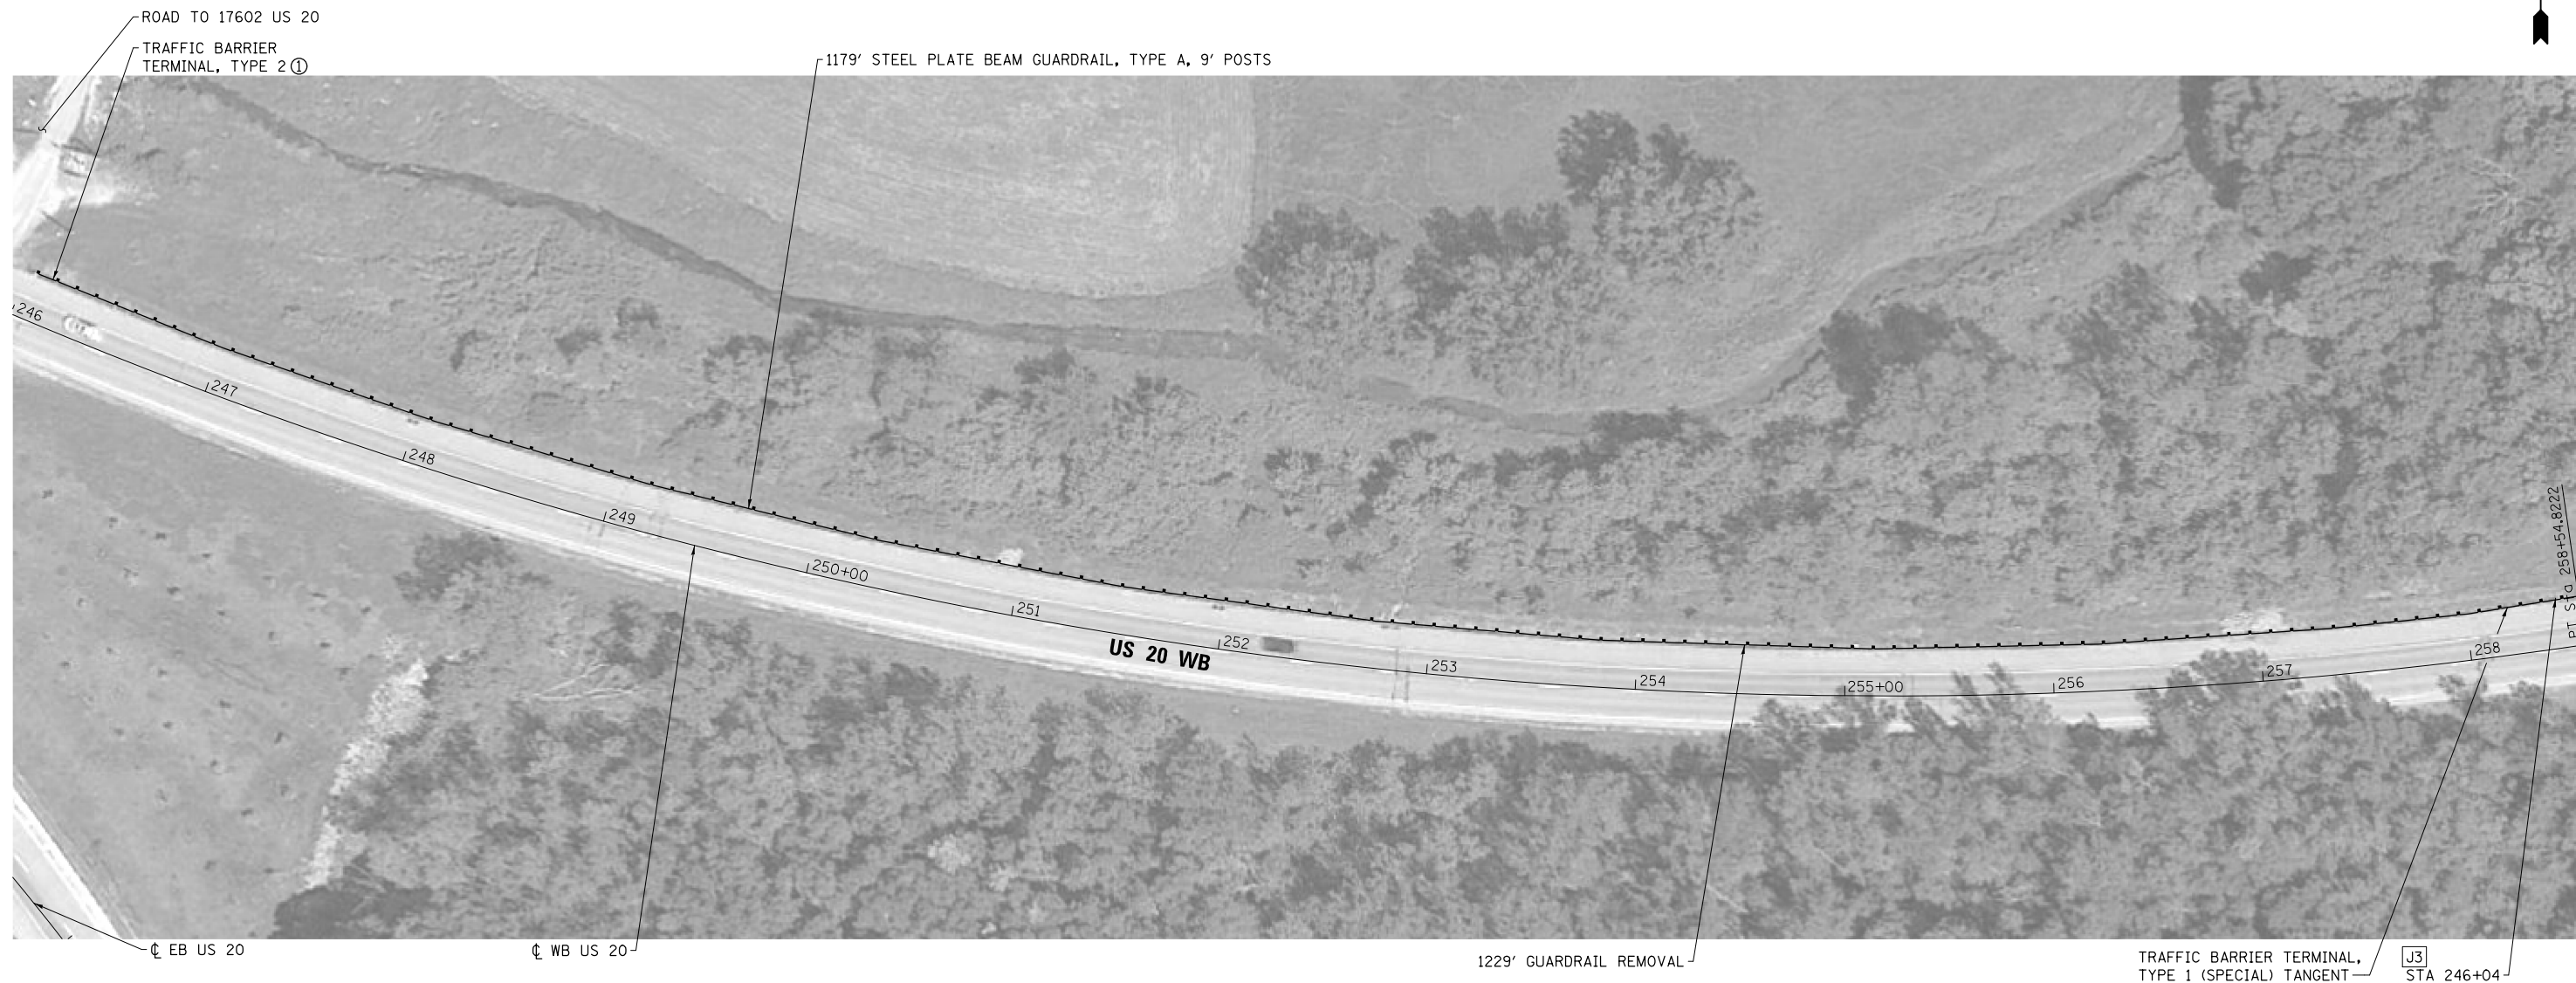 ROAD TO 17602 US 20
TRAFFIC BARRIER
TERMINAL, TYPE 2 ①
1179' STEEL PLATE BEAM GUARDRAIL, TYPE A, 9' POSTS
246
247
248
249
250+00
251
252
253
254
255+00
256
257
258
US 20 WB
PT Sta 258+54.8222
℄ EB US 20
℄ WB US 20
1229' GUARDRAIL REMOVAL
TRAFFIC BARRIER TERMINAL,
TYPE 1 (SPECIAL) TANGENT
J3
STA 246+04